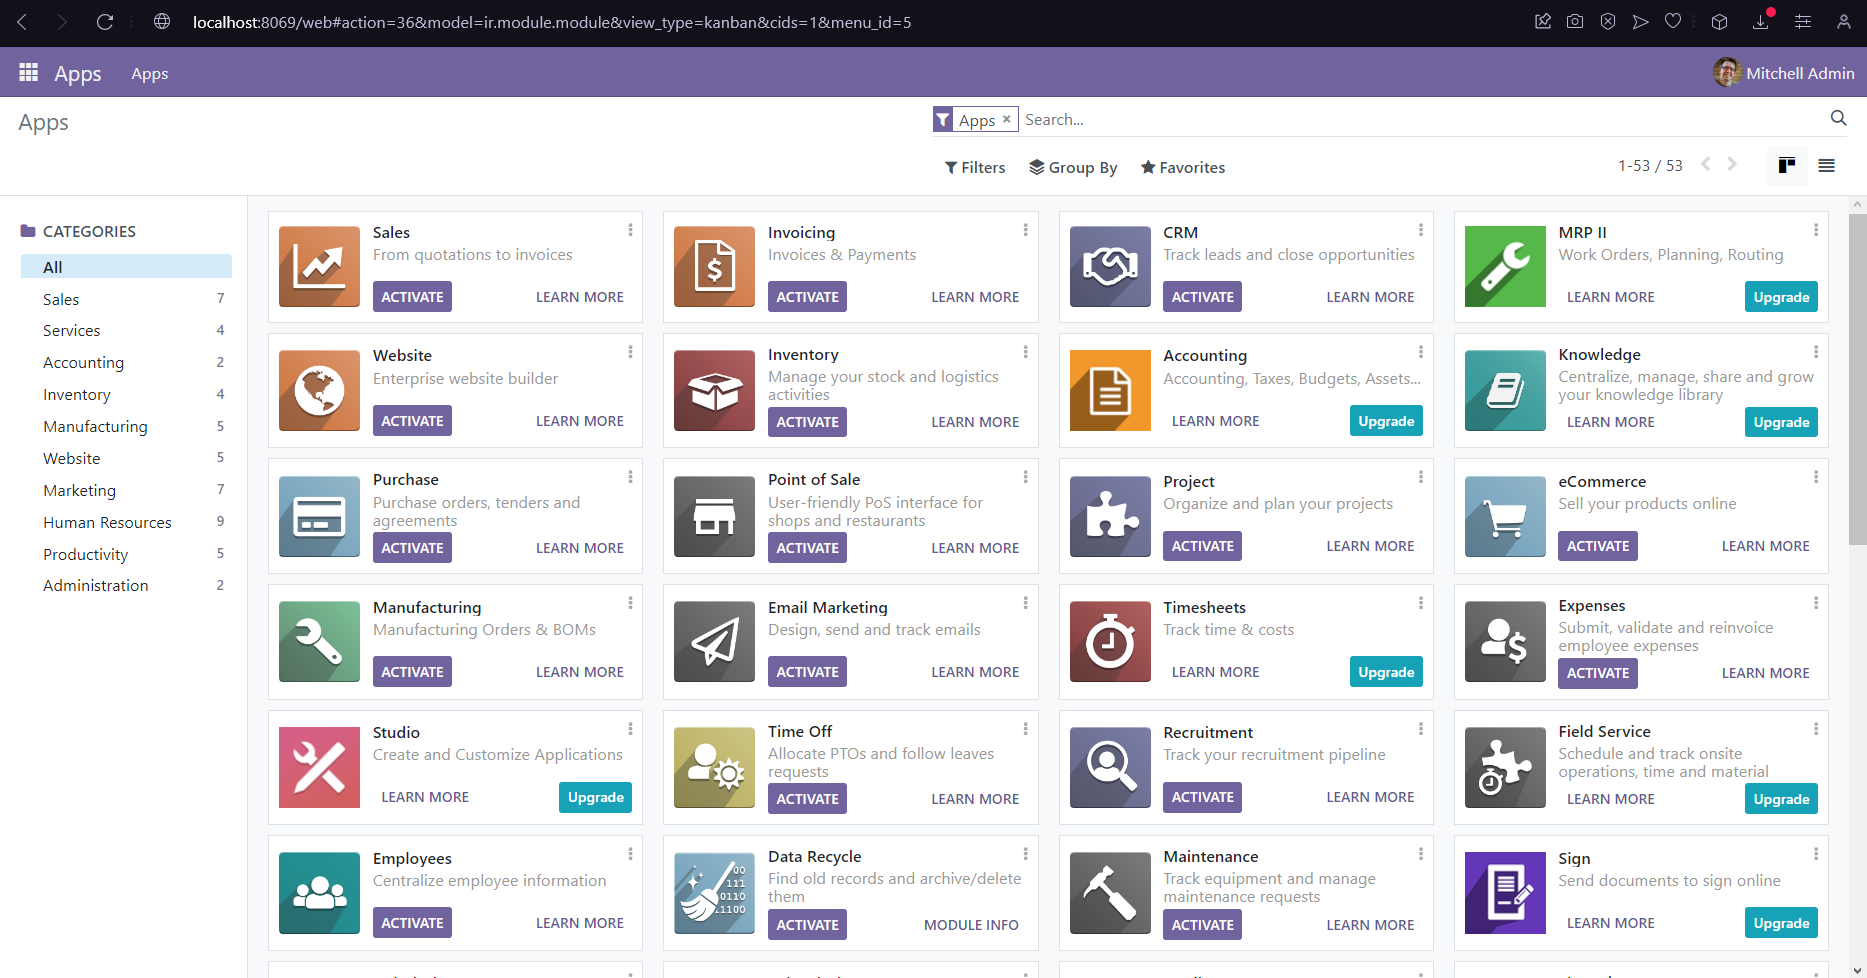 localhost:8069/web#action=36&model=ir.module.module&view_type=kanban&cids=1&menu_id=5
Apps
Apps
Mitchell Admin
Apps
Apps ×
Search...
Filters
Group By
Favorites
1-53 / 53
CATEGORIES
All
Sales 7
Services 4
Accounting 2
Inventory 4
Manufacturing 5
Website 5
Marketing 7
Human Resources 9
Productivity 5
Administration 2
Sales
From quotations to invoices
ACTIVATE
LEARN MORE
Invoicing
Invoices & Payments
ACTIVATE
LEARN MORE
CRM
Track leads and close opportunities
ACTIVATE
LEARN MORE
MRP II
Work Orders, Planning, Routing
LEARN MORE
Upgrade
Website
Enterprise website builder
ACTIVATE
LEARN MORE
Inventory
Manage your stock and logistics
activities
ACTIVATE
LEARN MORE
Accounting
Accounting, Taxes, Budgets, Assets...
LEARN MORE
Upgrade
Knowledge
Centralize, manage, share and grow
your knowledge library
LEARN MORE
Upgrade
Purchase
Purchase orders, tenders and
agreements
ACTIVATE
LEARN MORE
Point of Sale
User-friendly PoS interface for
shops and restaurants
ACTIVATE
LEARN MORE
Project
Organize and plan your projects
ACTIVATE
LEARN MORE
eCommerce
Sell your products online
ACTIVATE
LEARN MORE
Manufacturing
Manufacturing Orders & BOMs
ACTIVATE
LEARN MORE
Email Marketing
Design, send and track emails
ACTIVATE
LEARN MORE
Timesheets
Track time & costs
LEARN MORE
Upgrade
Expenses
Submit, validate and reinvoice
employee expenses
ACTIVATE
LEARN MORE
Studio
Create and Customize Applications
LEARN MORE
Upgrade
Time Off
Allocate PTOs and follow leaves
requests
ACTIVATE
LEARN MORE
Recruitment
Track your recruitment pipeline
ACTIVATE
LEARN MORE
Field Service
Schedule and track onsite
operations, time and material
LEARN MORE
Upgrade
Employees
Centralize employee information
ACTIVATE
LEARN MORE
Data Recycle
Find old records and archive/delete
them
ACTIVATE
MODULE INFO
Maintenance
Track equipment and manage
maintenance requests
ACTIVATE
LEARN MORE
Sign
Send documents to sign online
LEARN MORE
Upgrade